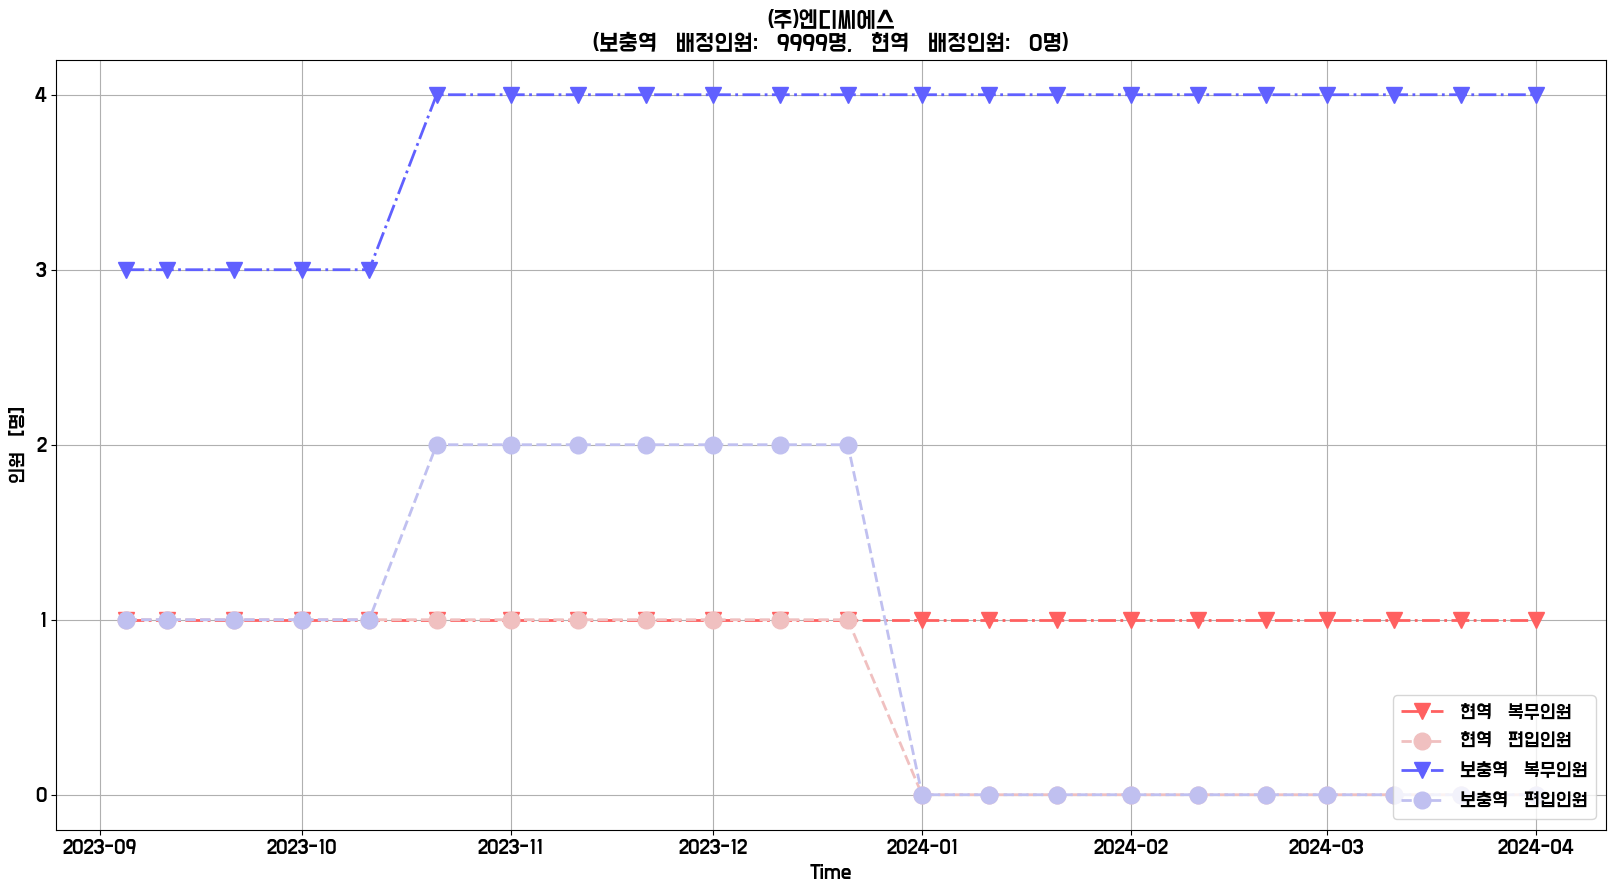 (주)엔디씨에스
(보충역 배정인원: 9999명, 현역 배정인원: 0명)
4
3
2
1
0
인원 [명]
2023-09 2023-10 2023-11 2023-12 2024-01 2024-02 2024-03 2024-04
Time
현역 복무인원
현역 편입인원
보충역 복무인원
보충역 편입인원